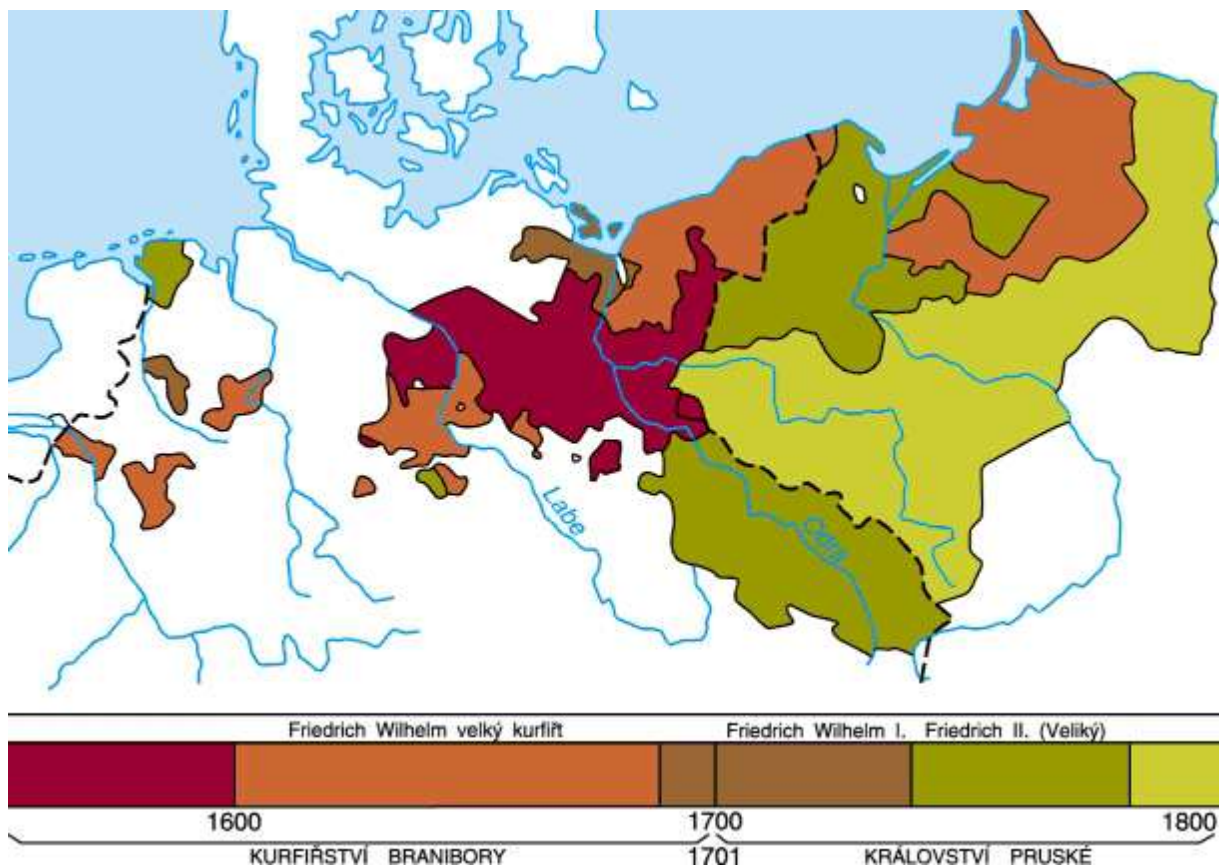 Labe
Odra
Friedrich Wilhelm velký kurfiřt
Friedrich Wilhelm I.
Friedrich II. (Veliký)
1600
1700
1800
KURFIŘSTVÍ BRANIBORY
1701
KRÁLOVSTVÍ PRUSKÉ